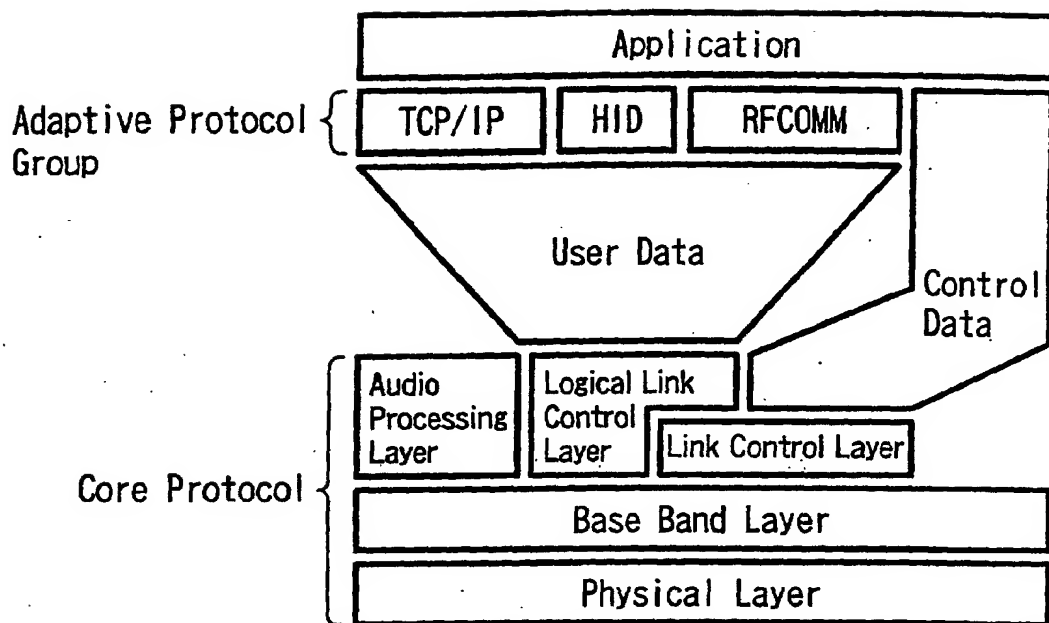 Application
Adaptive Protocol
Group
TCP/IP
HID
RFCOMM
User Data
Control
Data
Core Protocol
Audio
Processing
Layer
Logical Link
Control
Layer
Link Control Layer
Base Band Layer
Physical Layer